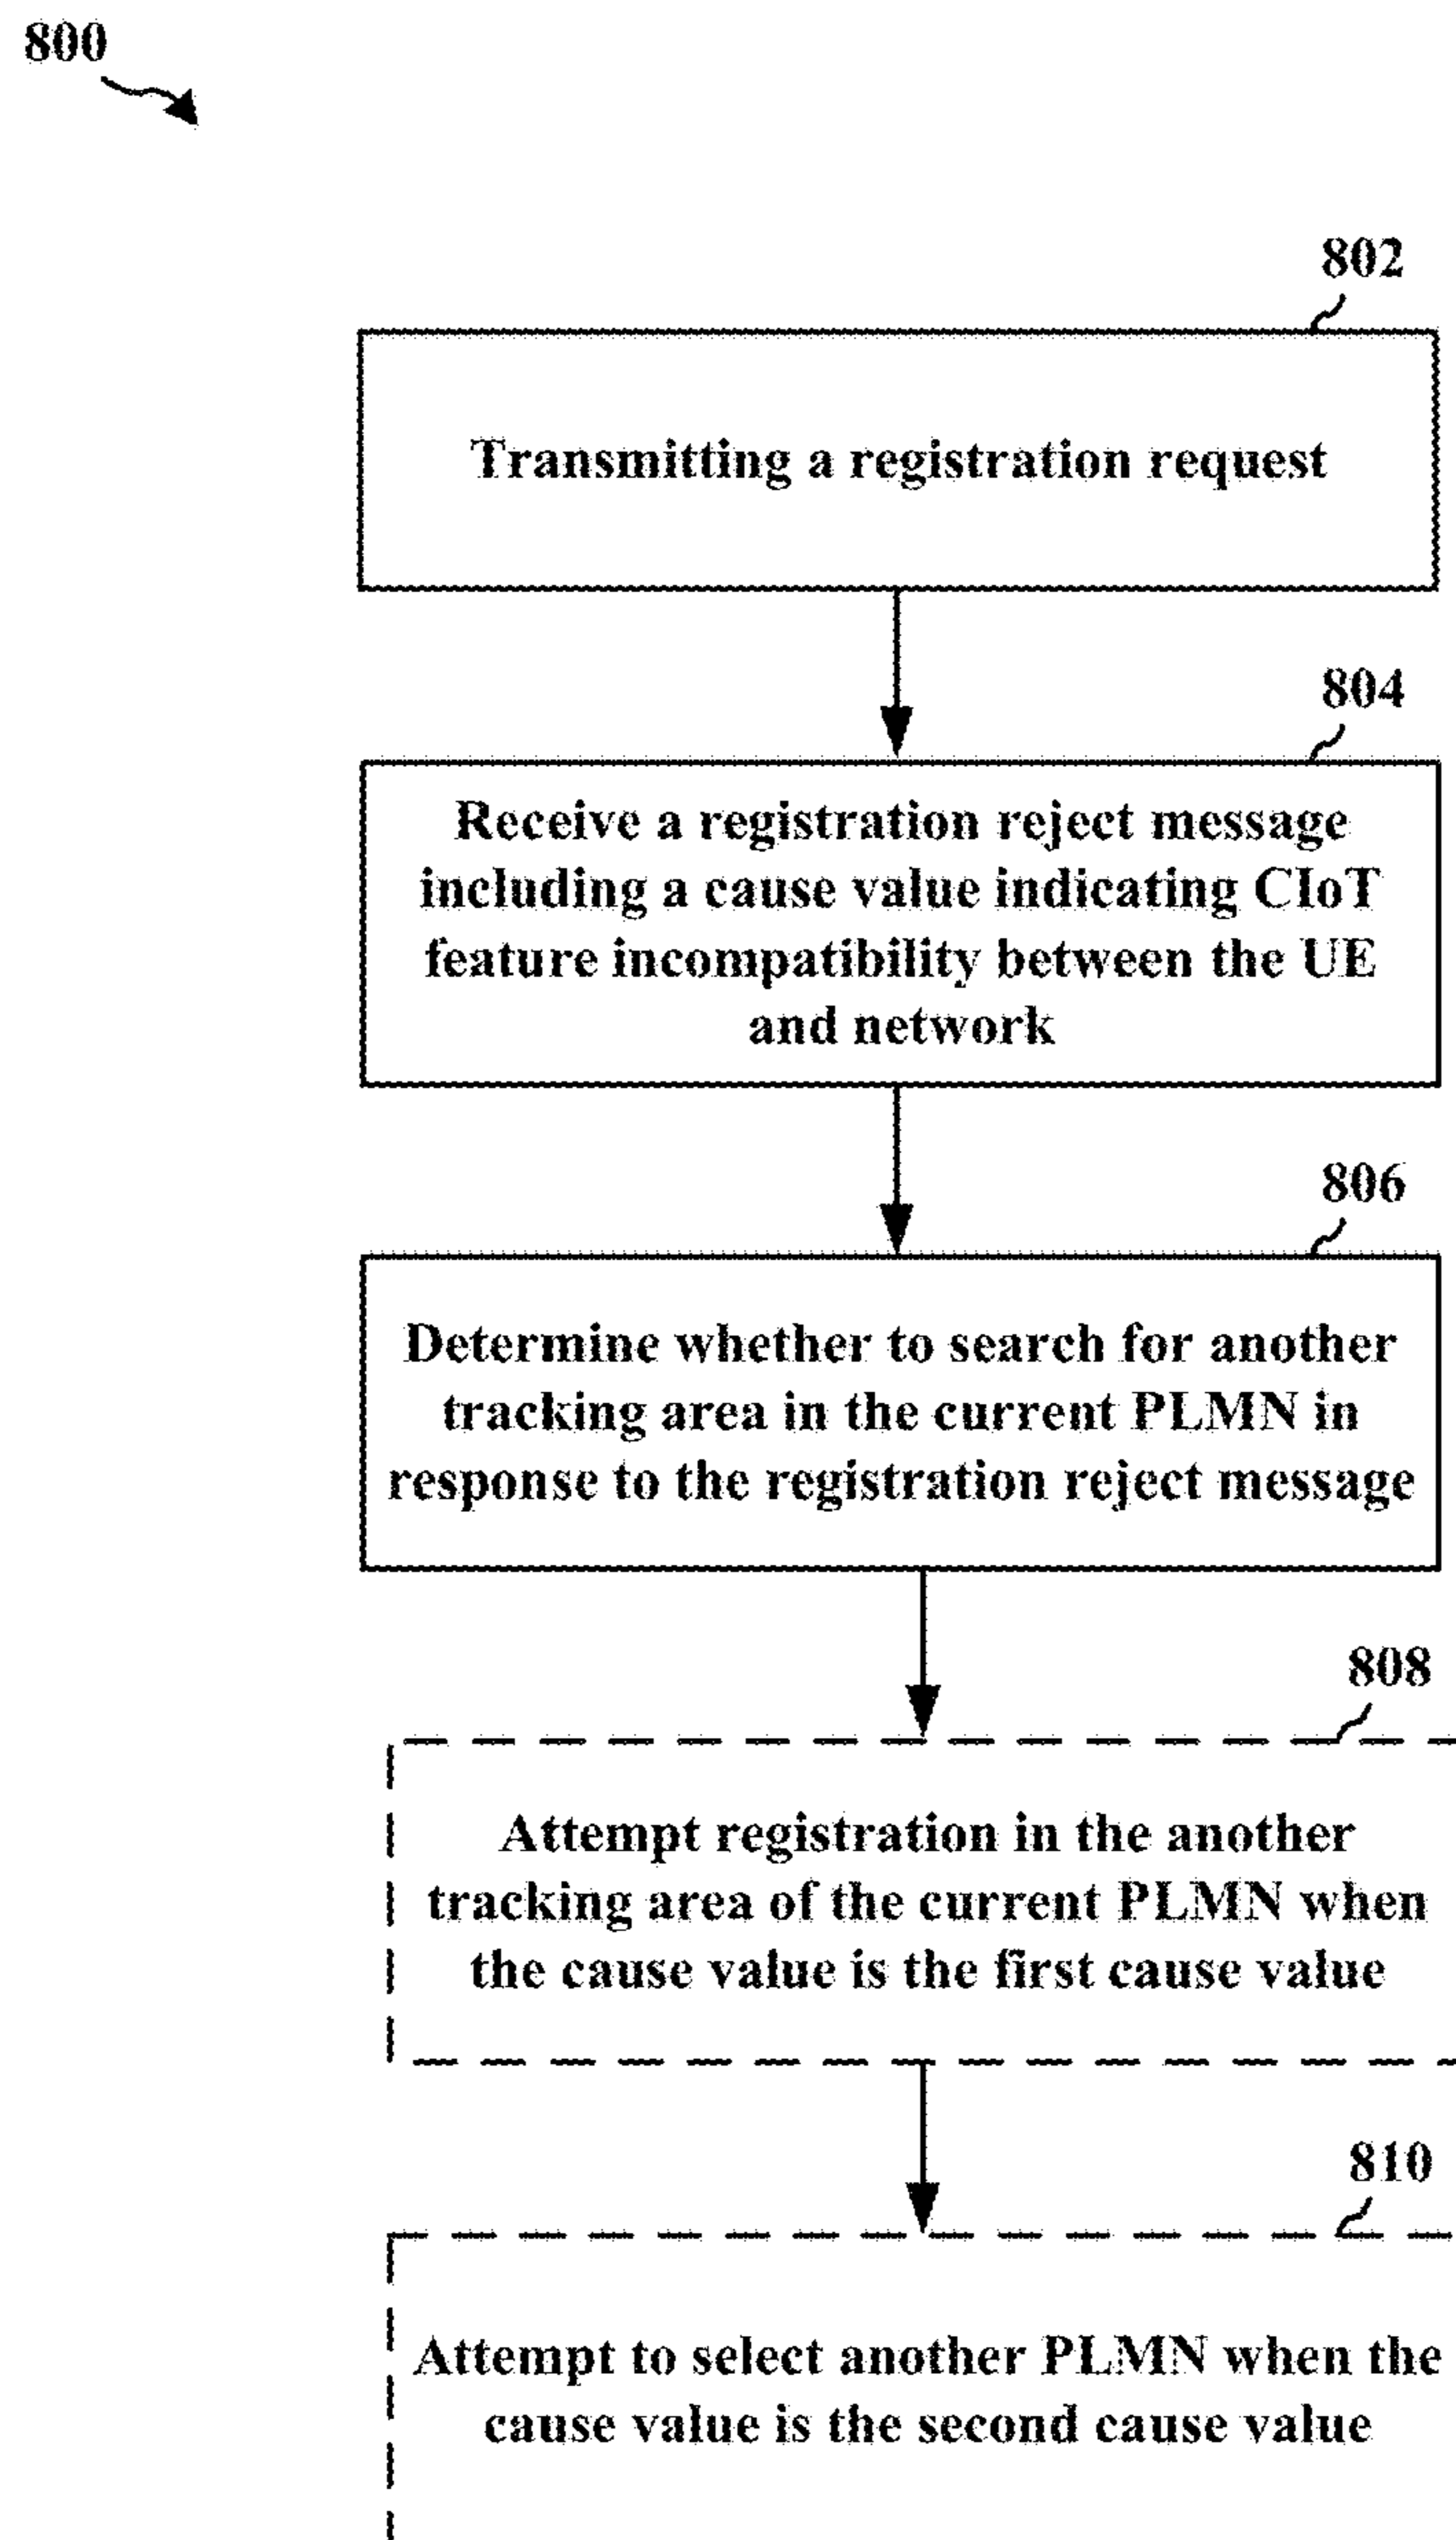 800
802
Transmitting a registration request
804
Receive a registration reject message
including a cause value indicating CIoT
feature incompatibility between the UE
and network
806
Determine whether to search for another
tracking area in the current PLMN in
response to the registration reject message
808
Attempt registration in the another
tracking area of the current PLMN when
the cause value is the first cause value
810
Attempt to select another PLMN when the
cause value is the second cause value